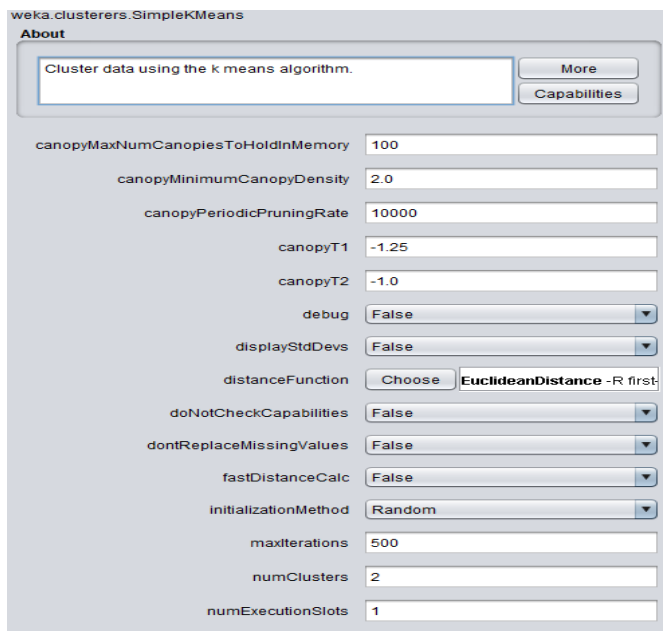 weka.clusterers.SimpleKMeans
About
Cluster data using the k means algorithm.
More
Capabilities
canopyMaxNumCanopiesToHoldInMemory 100
canopyMinimumCanopyDensity 2.0
canopyPeriodicPruningRate 10000
canopyT1 -1.25
canopyT2 -1.0
debug False
displayStdDevs False
distanceFunction Choose EuclideanDistance -R first-
doNotCheckCapabilities False
dontReplaceMissingValues False
fastDistanceCalc False
initializationMethod Random
maxIterations 500
numClusters 2
numExecutionSlots 1